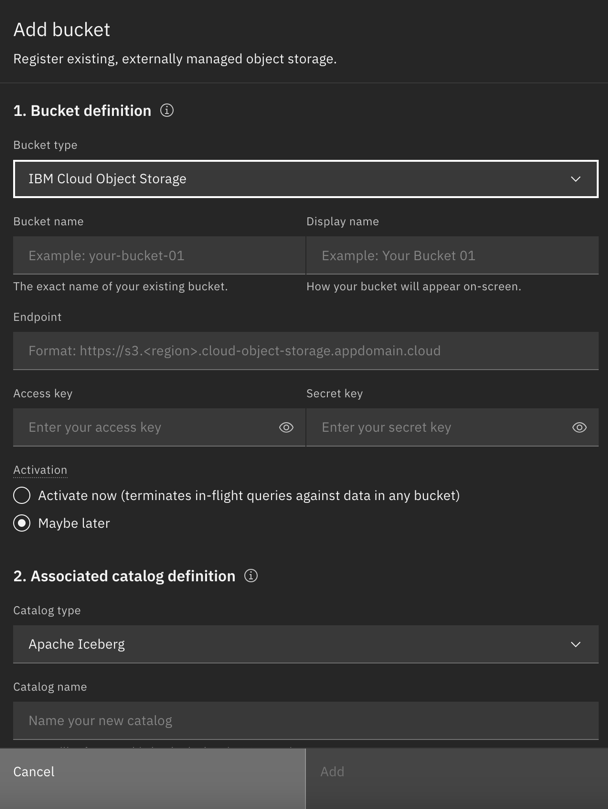 Add bucket
Register existing, externally managed object storage.
1. Bucket definition
Bucket type
IBM Cloud Object Storage
Bucket name
Display name
Example: your-bucket-01
Example: Your Bucket 01
The exact name of your existing bucket.
How your bucket will appear on-screen.
Endpoint
Format: https://s3.<region>.cloud-object-storage.appdomain.cloud
Access key
Secret key
Enter your access key
Enter your secret key
Activation
Activate now (terminates in-flight queries against data in any bucket)
Maybe later
2. Associated catalog definition
Catalog type
Apache Iceberg
Catalog name
Name your new catalog
Cancel
Add